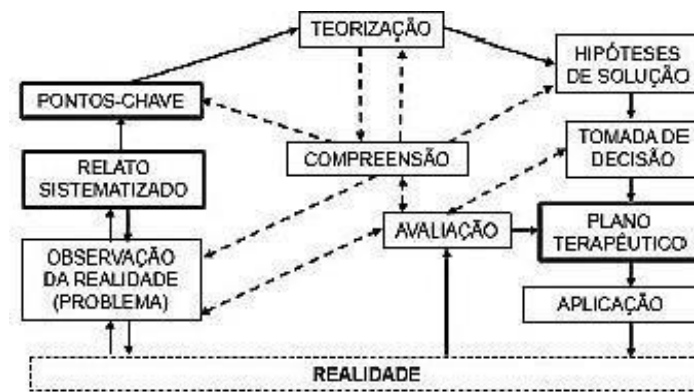 TEORIZAÇÃO
HIPÓTESES
DE SOLUÇÃO
PONTOS-CHAVE
TOMADA DE
DECISÃO
COMPREENSÃO
RELATO
SISTEMATIZADO
PLANO
TERAPÊUTICO
AVALIAÇÃO
OBSERVAÇÃO
DA REALIDADE
(PROBLEMA)
APLICAÇÃO
REALIDADE